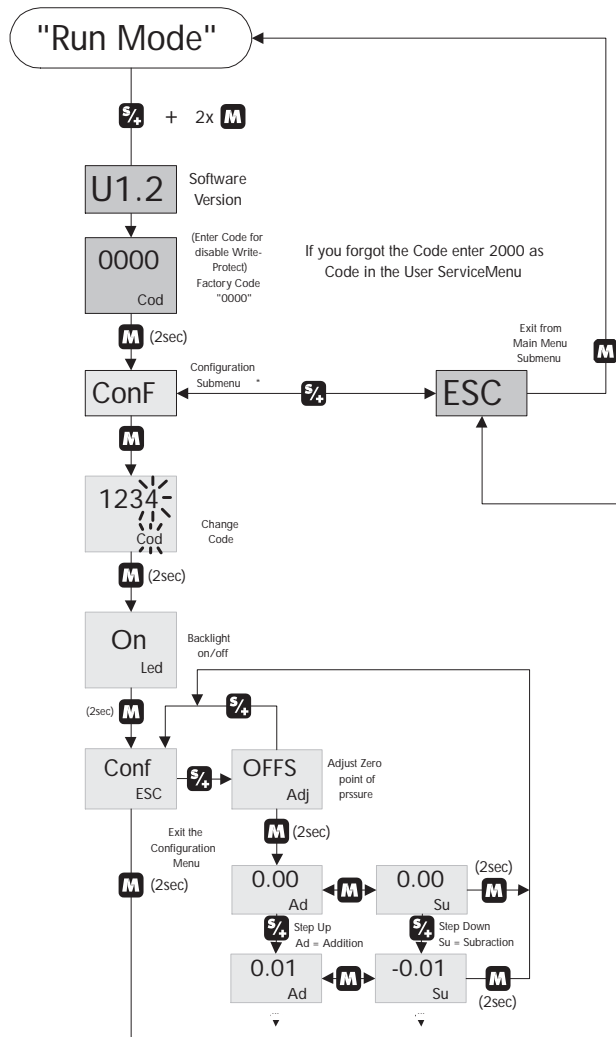 "Run Mode"
S/+ + 2x M
U1.2
Software
Version
0000
Cod
(Enter Code for
disable Write-
Protect)
Factory Code
"0000"
If you forgot the Code enter 2000 as
Code in the User ServiceMenu
M (2sec)
Exit from
Main Menu
Submenu
M
ConF
Configuration
Submenu *
S/+
ESC
M
1234
Cod
Change
Code
M (2sec)
On
Led
Backlight
on/off
(2sec) M
S/+
Conf
ESC
S/+
OFFS
Adj
Adjust Zero
point of
prssure
Exit the
Configuration
Menu
M (2sec)
M (2sec)
0.00
Ad
M
0.00
Su
(2sec)
M
S/+
Step Up
Ad = Addition
S/+
Step Down
Su = Subraction
0.01
Ad
M
-0.01
Su
M
(2sec)
...
...